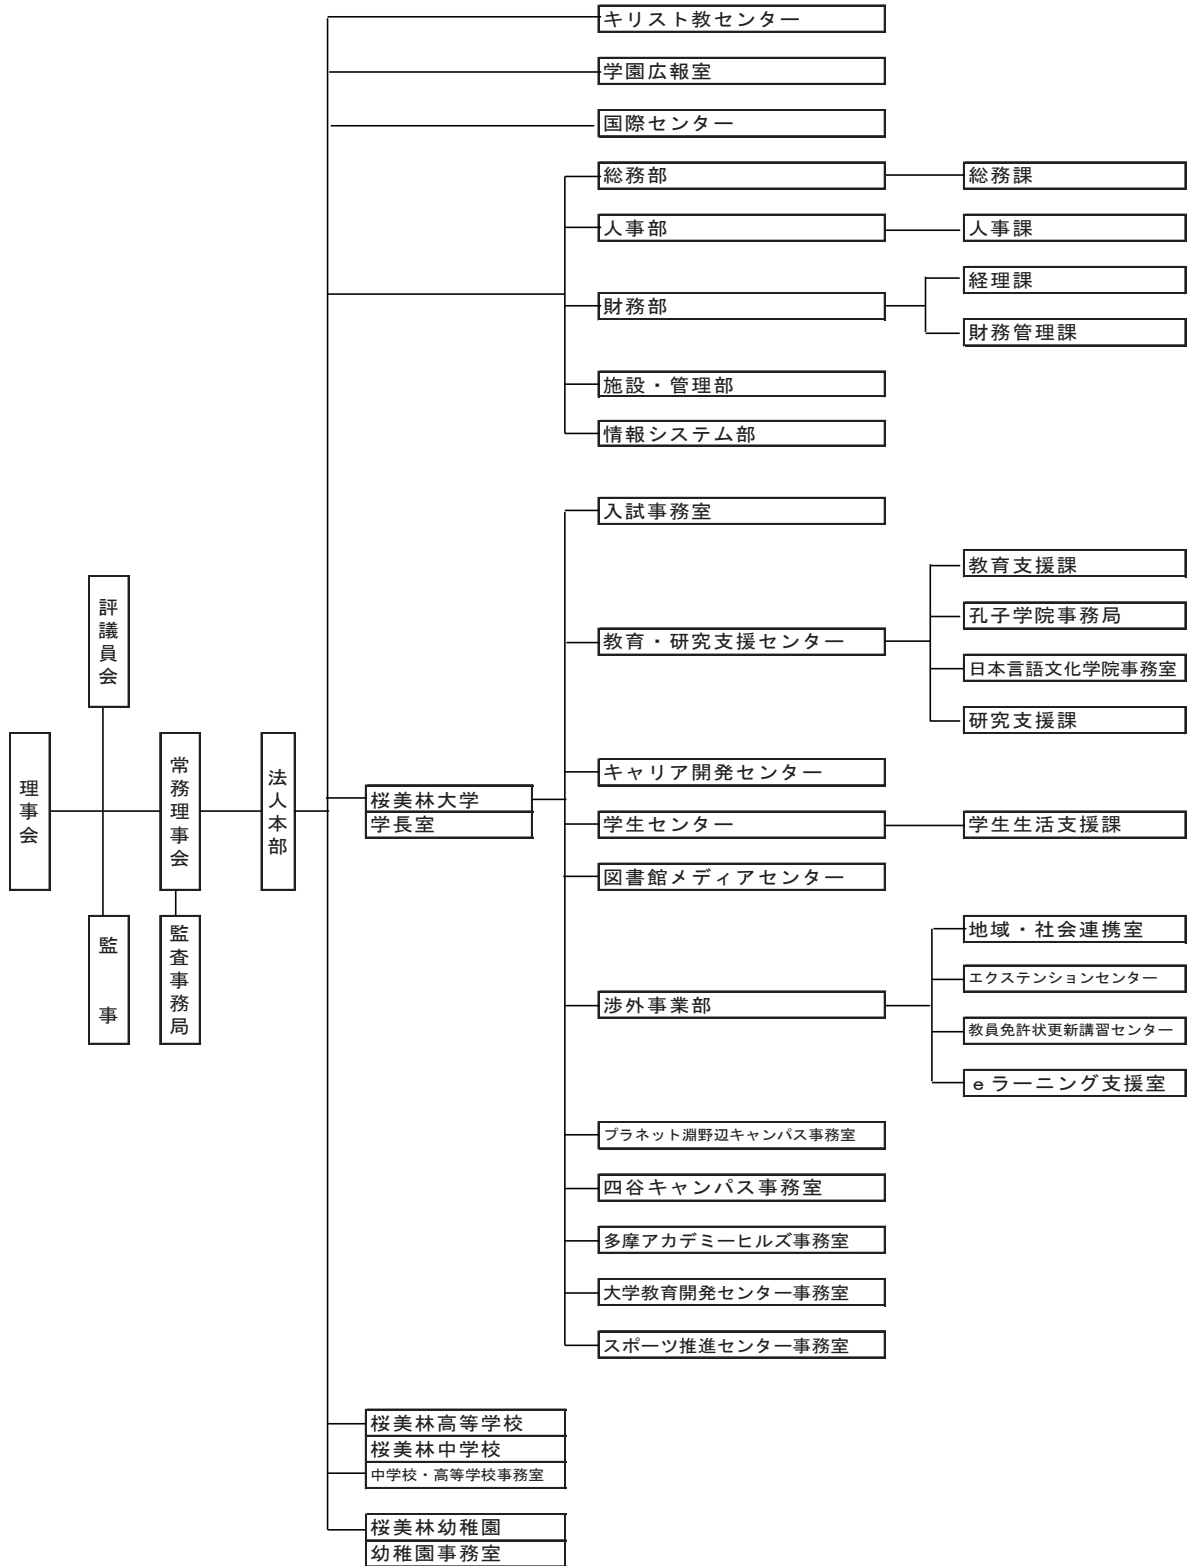 キリスト教センター
学園広報室
国際センター
総務部
総務課
人事部
人事課
財務部
経理課
財務管理課
施設・管理部
情報システム部
入試事務室
教育・研究支援センター
教育支援課
孔子学院事務局
日本言語文化学院事務室
研究支援課
評議員会
理事会
常務理事会
法人本部
監事
監査事務局
桜美林大学
学長室
キャリア開発センター
学生センター
学生生活支援課
図書館メディアセンター
渉外事業部
地域・社会連携室
エクステンションセンター
教員免許状更新講習センター
eラーニング支援室
プラネット淵野辺キャンパス事務室
四谷キャンパス事務室
多摩アカデミーヒルズ事務室
大学教育開発センター事務室
スポーツ推進センター事務室
桜美林高等学校
桜美林中学校
中学校・高等学校事務室
桜美林幼稚園
幼稚園事務室